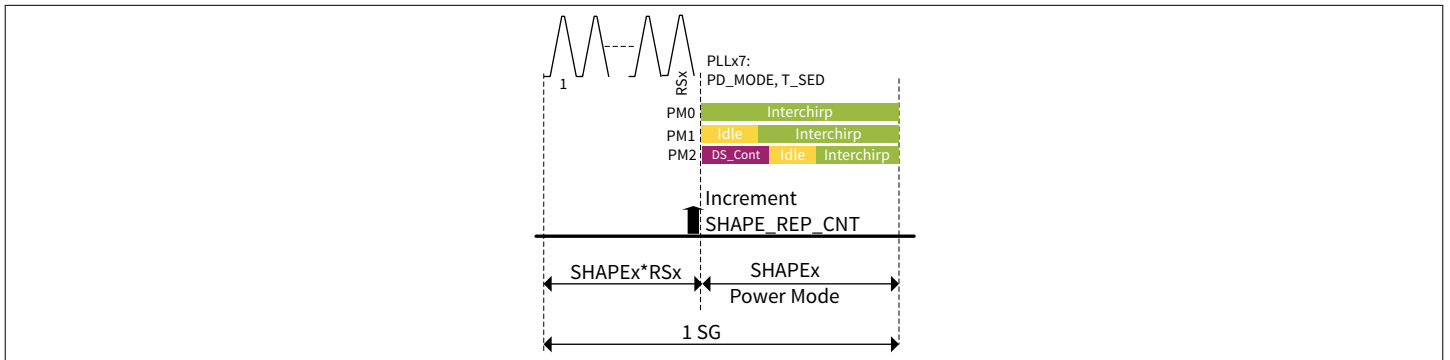 1
RSx
PLLx7:
PD_MODE, T_SED
PM0 Interchirp
PM1 Idle Interchirp
PM2 DS_Cont Idle Interchirp
Increment
SHAPE_REP_CNT
SHAPEx*RSx
SHAPEx
Power Mode
1 SG